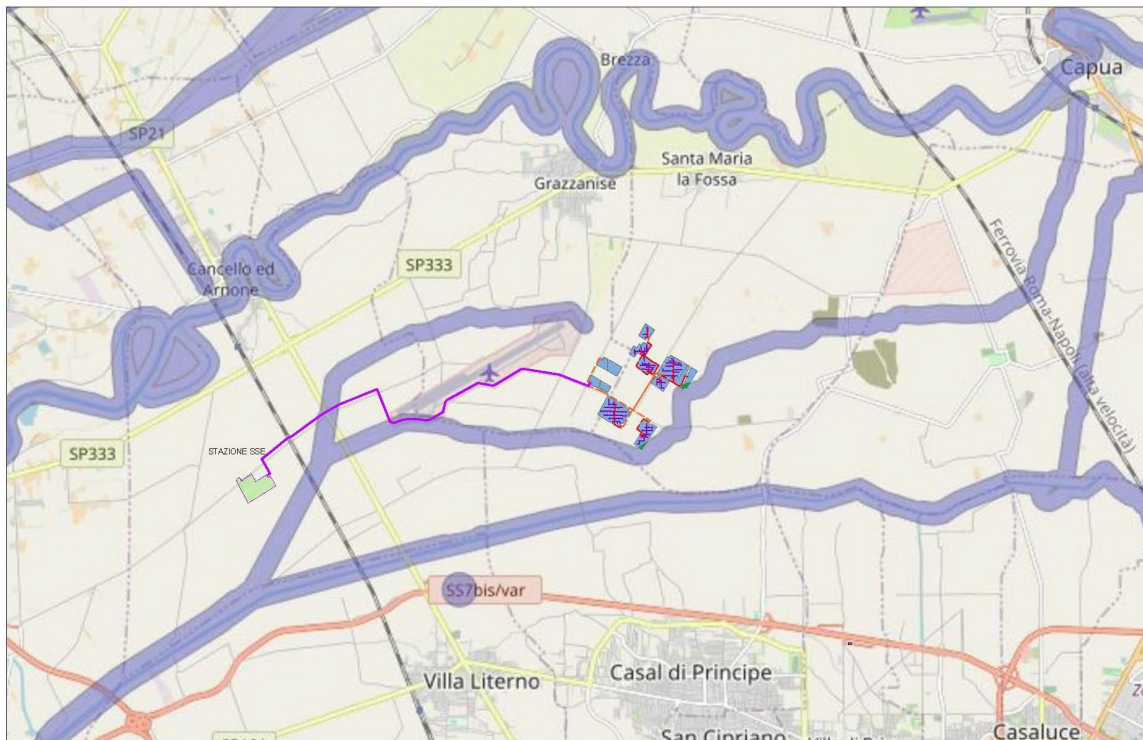 Brezza
Capua
SP21
Santa Maria
la Fossa
Grazzanise
Cancello ed
Arnone
SP333
Ferrovia Roma-Napoli (alta velocità)
SP333
STAZIONE SSE
SS7bis/var
Villa Literno
Casal di Principe
Casaluce
San Cipriano